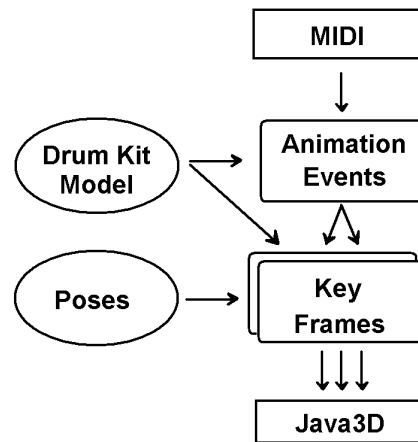 MIDI
Drum Kit
Model
Animation
Events
Poses
Key
Frames
Java3D